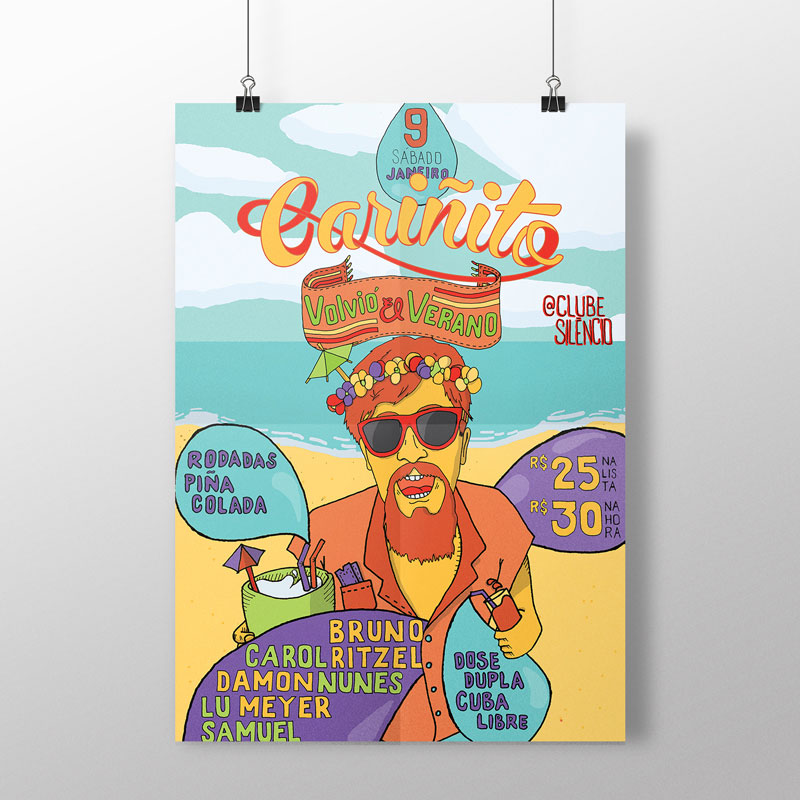 9
SÁBADO
JANEIRO
Cariñito
VOLVIÓ EL VERANO
@CLUBE
SILÊNCIO
RODADAS
PIÑA
COLADA
R$ 25 NA LISTA
R$ 30 NA HORA
BRUNO
CAROL RITZEL
DAMON NUNES
LU MEYER
SAMUEL
DOSE
DUPLA
CUBA
LIBRE